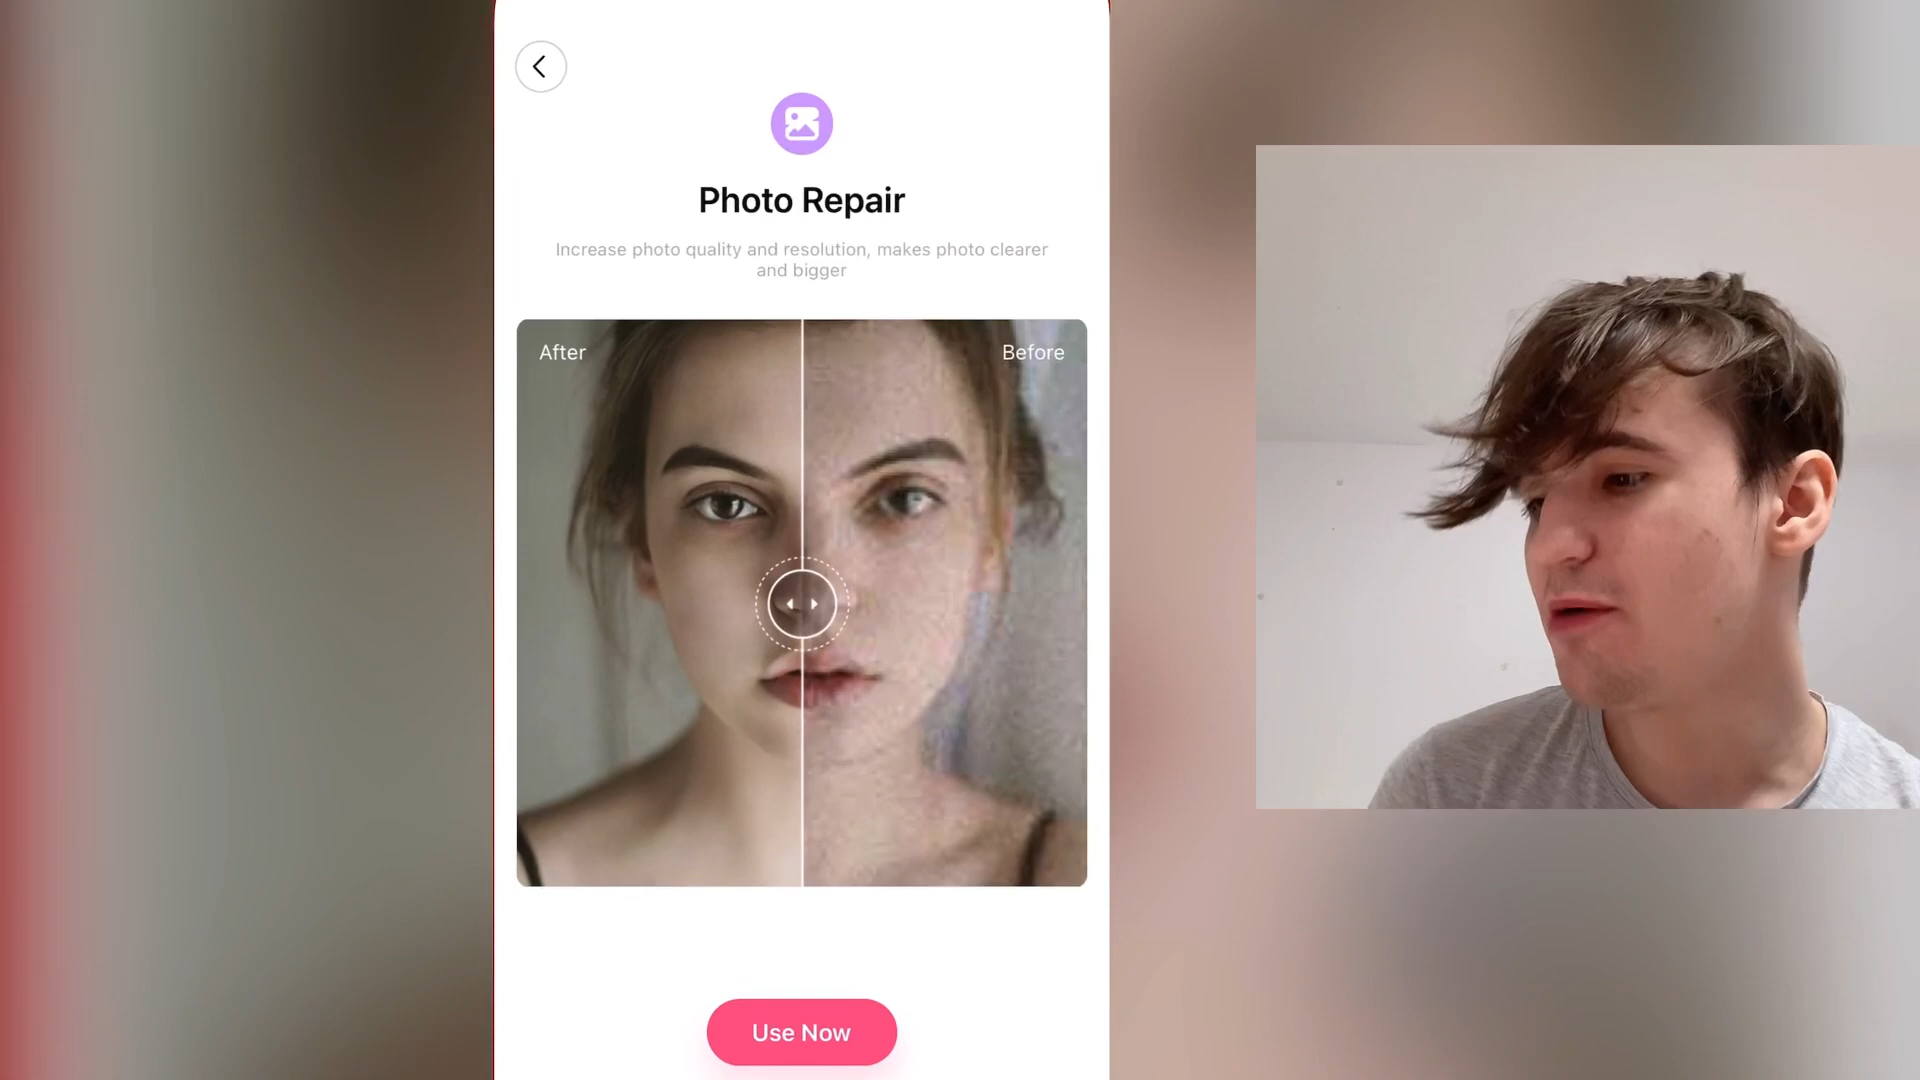 Photo Repair
Increase photo quality and resolution, makes photo clearer
and bigger
After
Before
Use Now